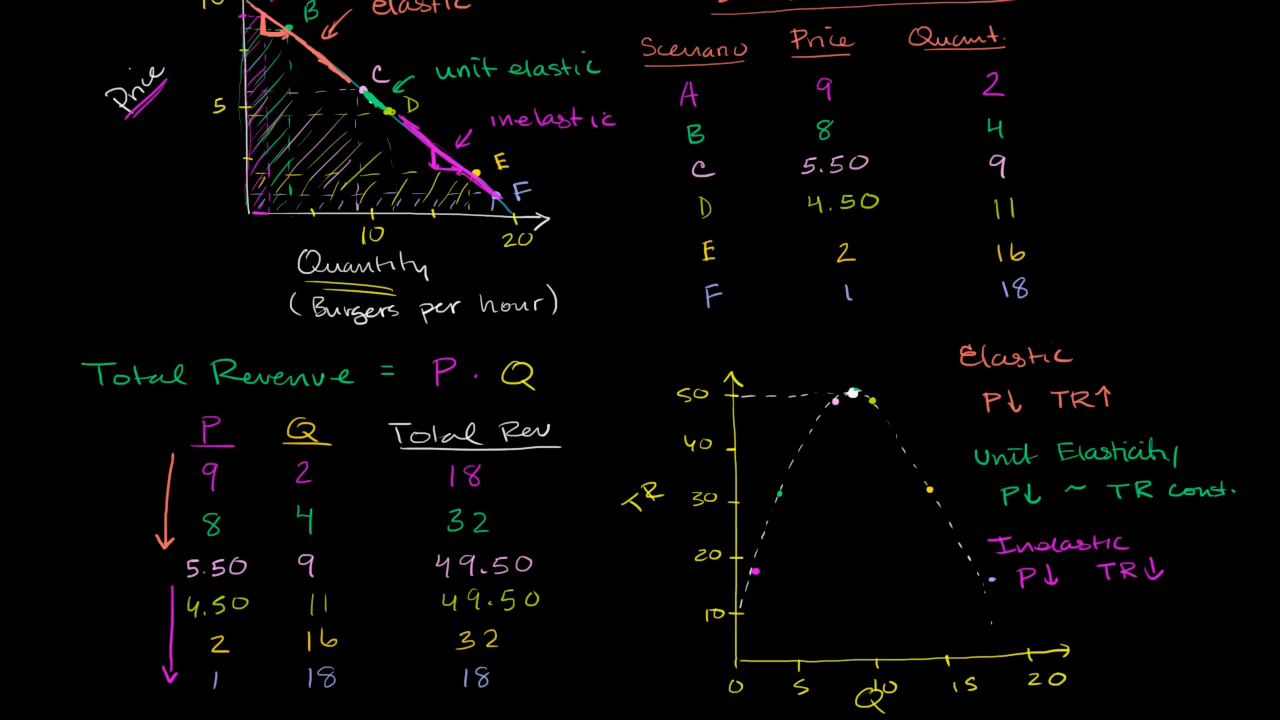 10
B
elastic
Price
C
unit elastic
5
D
inelastic
E
F
10
20
Quantity
(Burgers per hour)
Scenario Price Quant.
A 9 2
B 8 4
C 5.50 9
D 4.50 11
E 2 16
F 1 18
Total Revenue = P · Q
P Q Total Rev
9 2 18
8 4 32
5.50 9 49.50
4.50 11 49.50
2 16 32
1 18 18
50
40
TR
30
20
10
0 5 10 15 20
Q
Elastic
P↓ TR↑
Unit Elasticity
P↓ ~ TR const.
Inelastic
P↓ TR↓